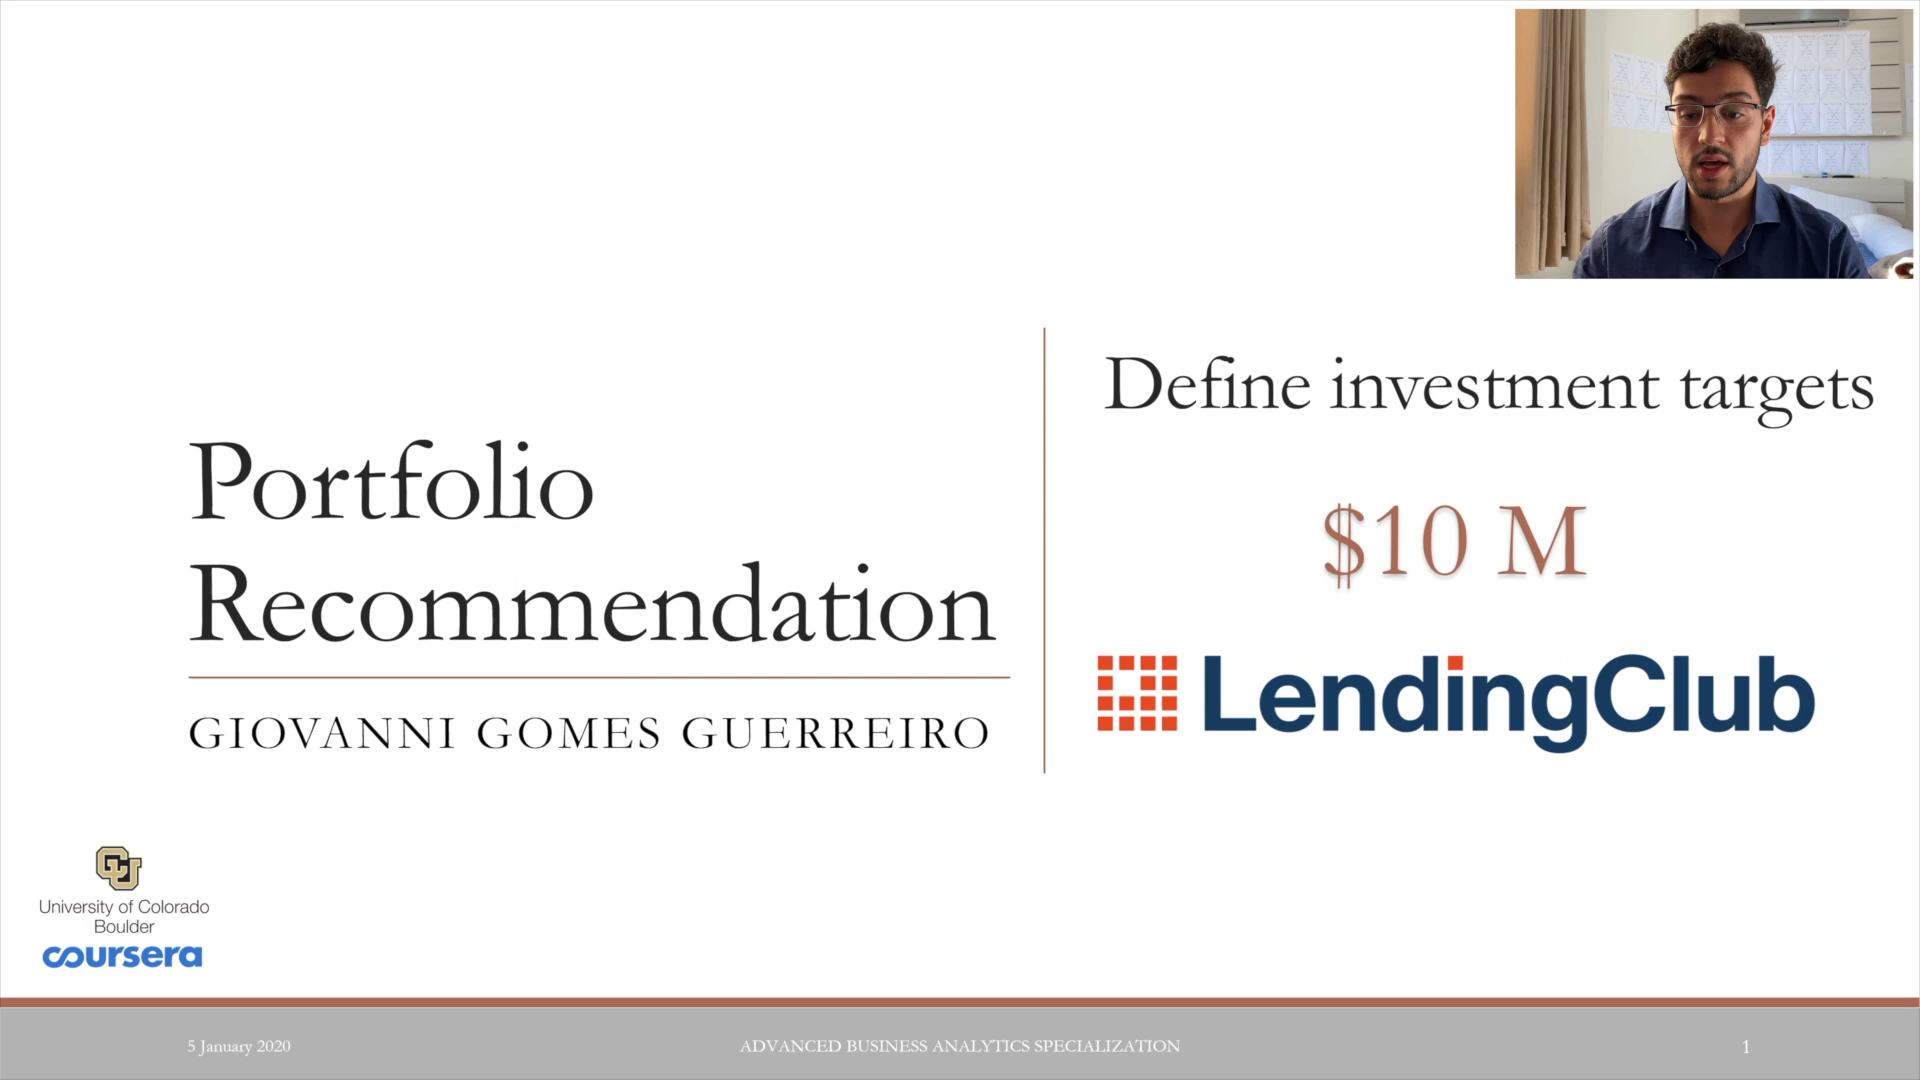 Define investment targets
$10 M
LendingClub
Portfolio
Recommendation
GIOVANNI GOMES GUERREIRO
CU
University of Colorado
Boulder
coursera
5 January 2020
ADVANCED BUSINESS ANALYTICS SPECIALIZATION
1